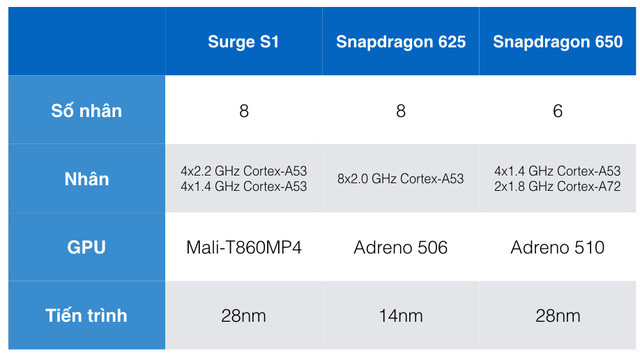 Surge S1 Snapdragon 625 Snapdragon 650
Số nhân 8 8 6
Nhân 4x2.2 GHz Cortex-A53 8x2.0 GHz Cortex-A53 4x1.4 GHz Cortex-A53
4x1.4 GHz Cortex-A53 2x1.8 GHz Cortex-A72
GPU Mali-T860MP4 Adreno 506 Adreno 510
Tiến trình 28nm 14nm 28nm